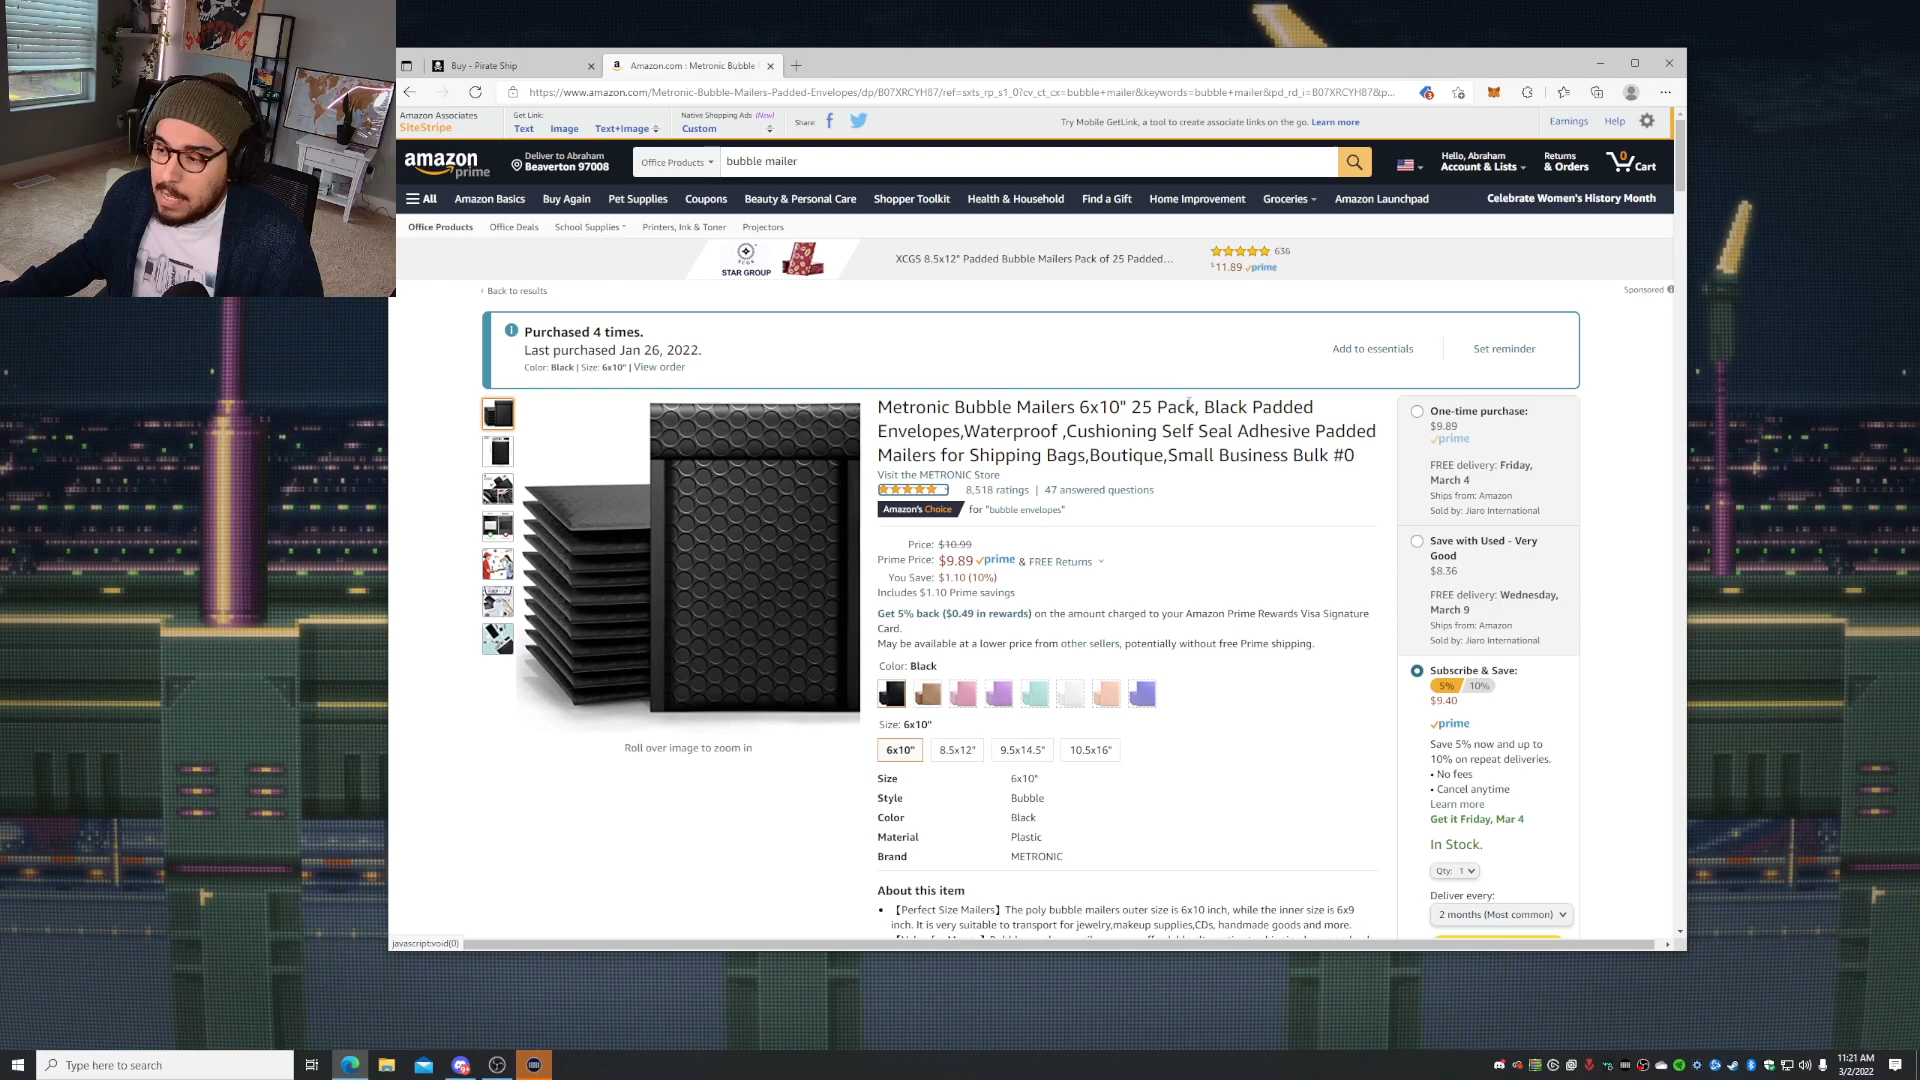 Buy - Pirate Ship
Amazon.com : Metronic Bubble
https://www.amazon.com/Metronic-Bubble-Mailers-Padded-Envelopes/dp/B07XRCYH87/ref=sxts_rp_s1_0?cv_ct_cx=bubble+mailer&keywords=bubble+mailer&pd_rd_i=B07XRCYH87&p...
Amazon Associates
SiteStripe
Get Link:
Text Image Text+Image
Native Shopping Ads (New)
Custom
Share:
Try Mobile GetLink, a tool to create associate links on the go. Learn more
Earnings Help
amazon prime
Deliver to Abraham
Beaverton 97008
Office Products bubble mailer
Hello, Abraham
Account & Lists
Returns
& Orders
0 Cart
All Amazon Basics Buy Again Pet Supplies Coupons Beauty & Personal Care Shopper Toolkit Health & Household Find a Gift Home Improvement Groceries Amazon Launchpad Celebrate Women's History Month
Office Products Office Deals School Supplies Printers, Ink & Toner Projectors
XCGS
STAR GROUP
XCGS 8.5x12" Padded Bubble Mailers Pack of 25 Padded…
636
$11.89 prime
‹ Back to results
Sponsored
Purchased 4 times.
Last purchased Jan 26, 2022.
Color: Black | Size: 6x10" | View order
Add to essentials Set reminder
Metronic Bubble Mailers 6x10" 25 Pack, Black Padded
Envelopes,Waterproof ,Cushioning Self Seal Adhesive Padded
Mailers for Shipping Bags,Boutique,Small Business Bulk #0
Visit the METRONIC Store
8,518 ratings | 47 answered questions
Amazon's Choice for "bubble envelopes"
Price: $10.99
Prime Price: $9.89 prime & FREE Returns
You Save: $1.10 (10%)
Includes $1.10 Prime savings
Get 5% back ($0.49 in rewards) on the amount charged to your Amazon Prime Rewards Visa Signature
Card.
May be available at a lower price from other sellers, potentially without free Prime shipping.
Color: Black
Size: 6x10"
6x10" 8.5x12" 9.5x14.5" 10.5x16"
Size 6x10"
Style Bubble
Color Black
Material Plastic
Brand METRONIC
About this item
• 【Perfect Size Mailers】The poly bubble mailers outer size is 6x10 inch, while the inner size is 6x9
inch. It is very suitable to transport for jewelry,makeup supplies,CDs, handmade goods and more.
Roll over image to zoom in
One-time purchase:
$9.89
prime
FREE delivery: Friday,
March 4
Ships from: Amazon
Sold by: Jiaro International
Save with Used - Very
Good
$8.36
FREE delivery: Wednesday,
March 9
Ships from: Amazon
Sold by: Jiaro International
Subscribe & Save:
5% 10%
$9.40
prime
Save 5% now and up to
10% on repeat deliveries.
• No fees
• Cancel anytime
Learn more
Get it Friday, Mar 4
In Stock.
Qty: 1
Deliver every:
2 months (Most common)
javascript:void(0)
Type here to search
11:21 AM
3/2/2022